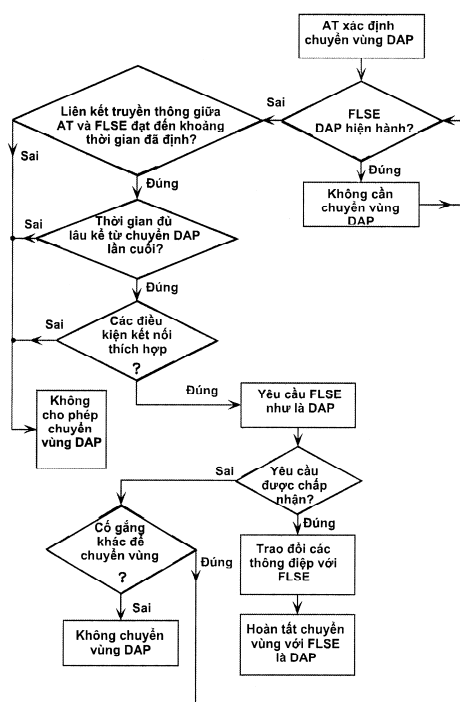 AT xác định
chuyển vùng DAP
FLSE
DAP hiện hành?
Sai
Đúng
Không cần
chuyển vùng
DAP
Liên kết truyền thông giữa
AT và FLSE đạt đến khoảng
thời gian đã định?
Sai
Đúng
Thời gian đủ
lâu kể từ chuyển DAP
lần cuối?
Sai
Đúng
Các điều
kiện kết nối
thích hợp
?
Sai
Đúng
Không
cho phép
chuyển
vùng DAP
Yêu cầu FLSE
như là DAP
Yêu cầu
được chấp
nhận?
Sai
Đúng
Cố gắng
khác để
chuyển vùng
?
Đúng
Sai
Không chuyển
vùng DAP
Trao đổi các
thông điệp với
FLSE
Hoàn tất chuyển
vùng với FLSE
là DAP